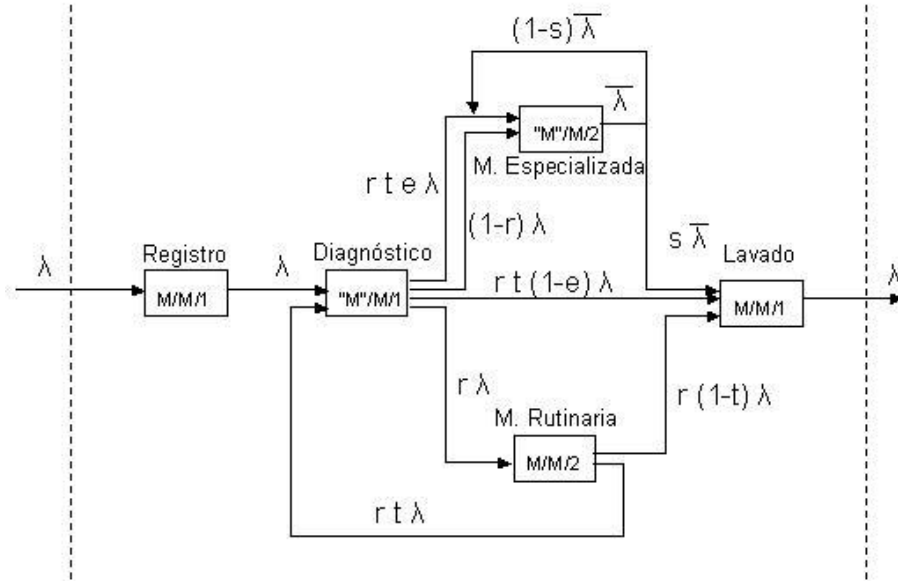 (1-s)λ̅
λ̅
"M"/M/2
M. Especializada
r t e λ
(1-r)λ
s λ̅
Registro
Diagnóstico
Lavado
λ
M/M/1
λ
"M"/M/1
r t (1-e) λ
M/M/1
λ
r λ
r (1-t) λ
M. Rutinaria
M/M/2
r t λ